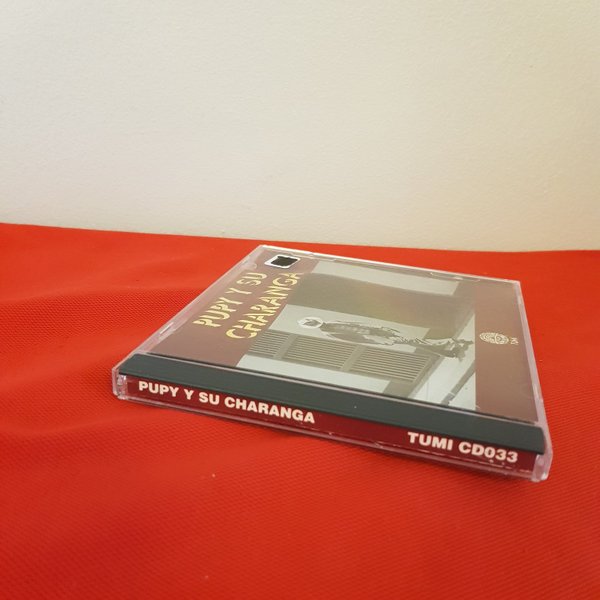 PUPY Y SU
CHARANGA
PUPY Y SU CHARANGA
TUMI CD033